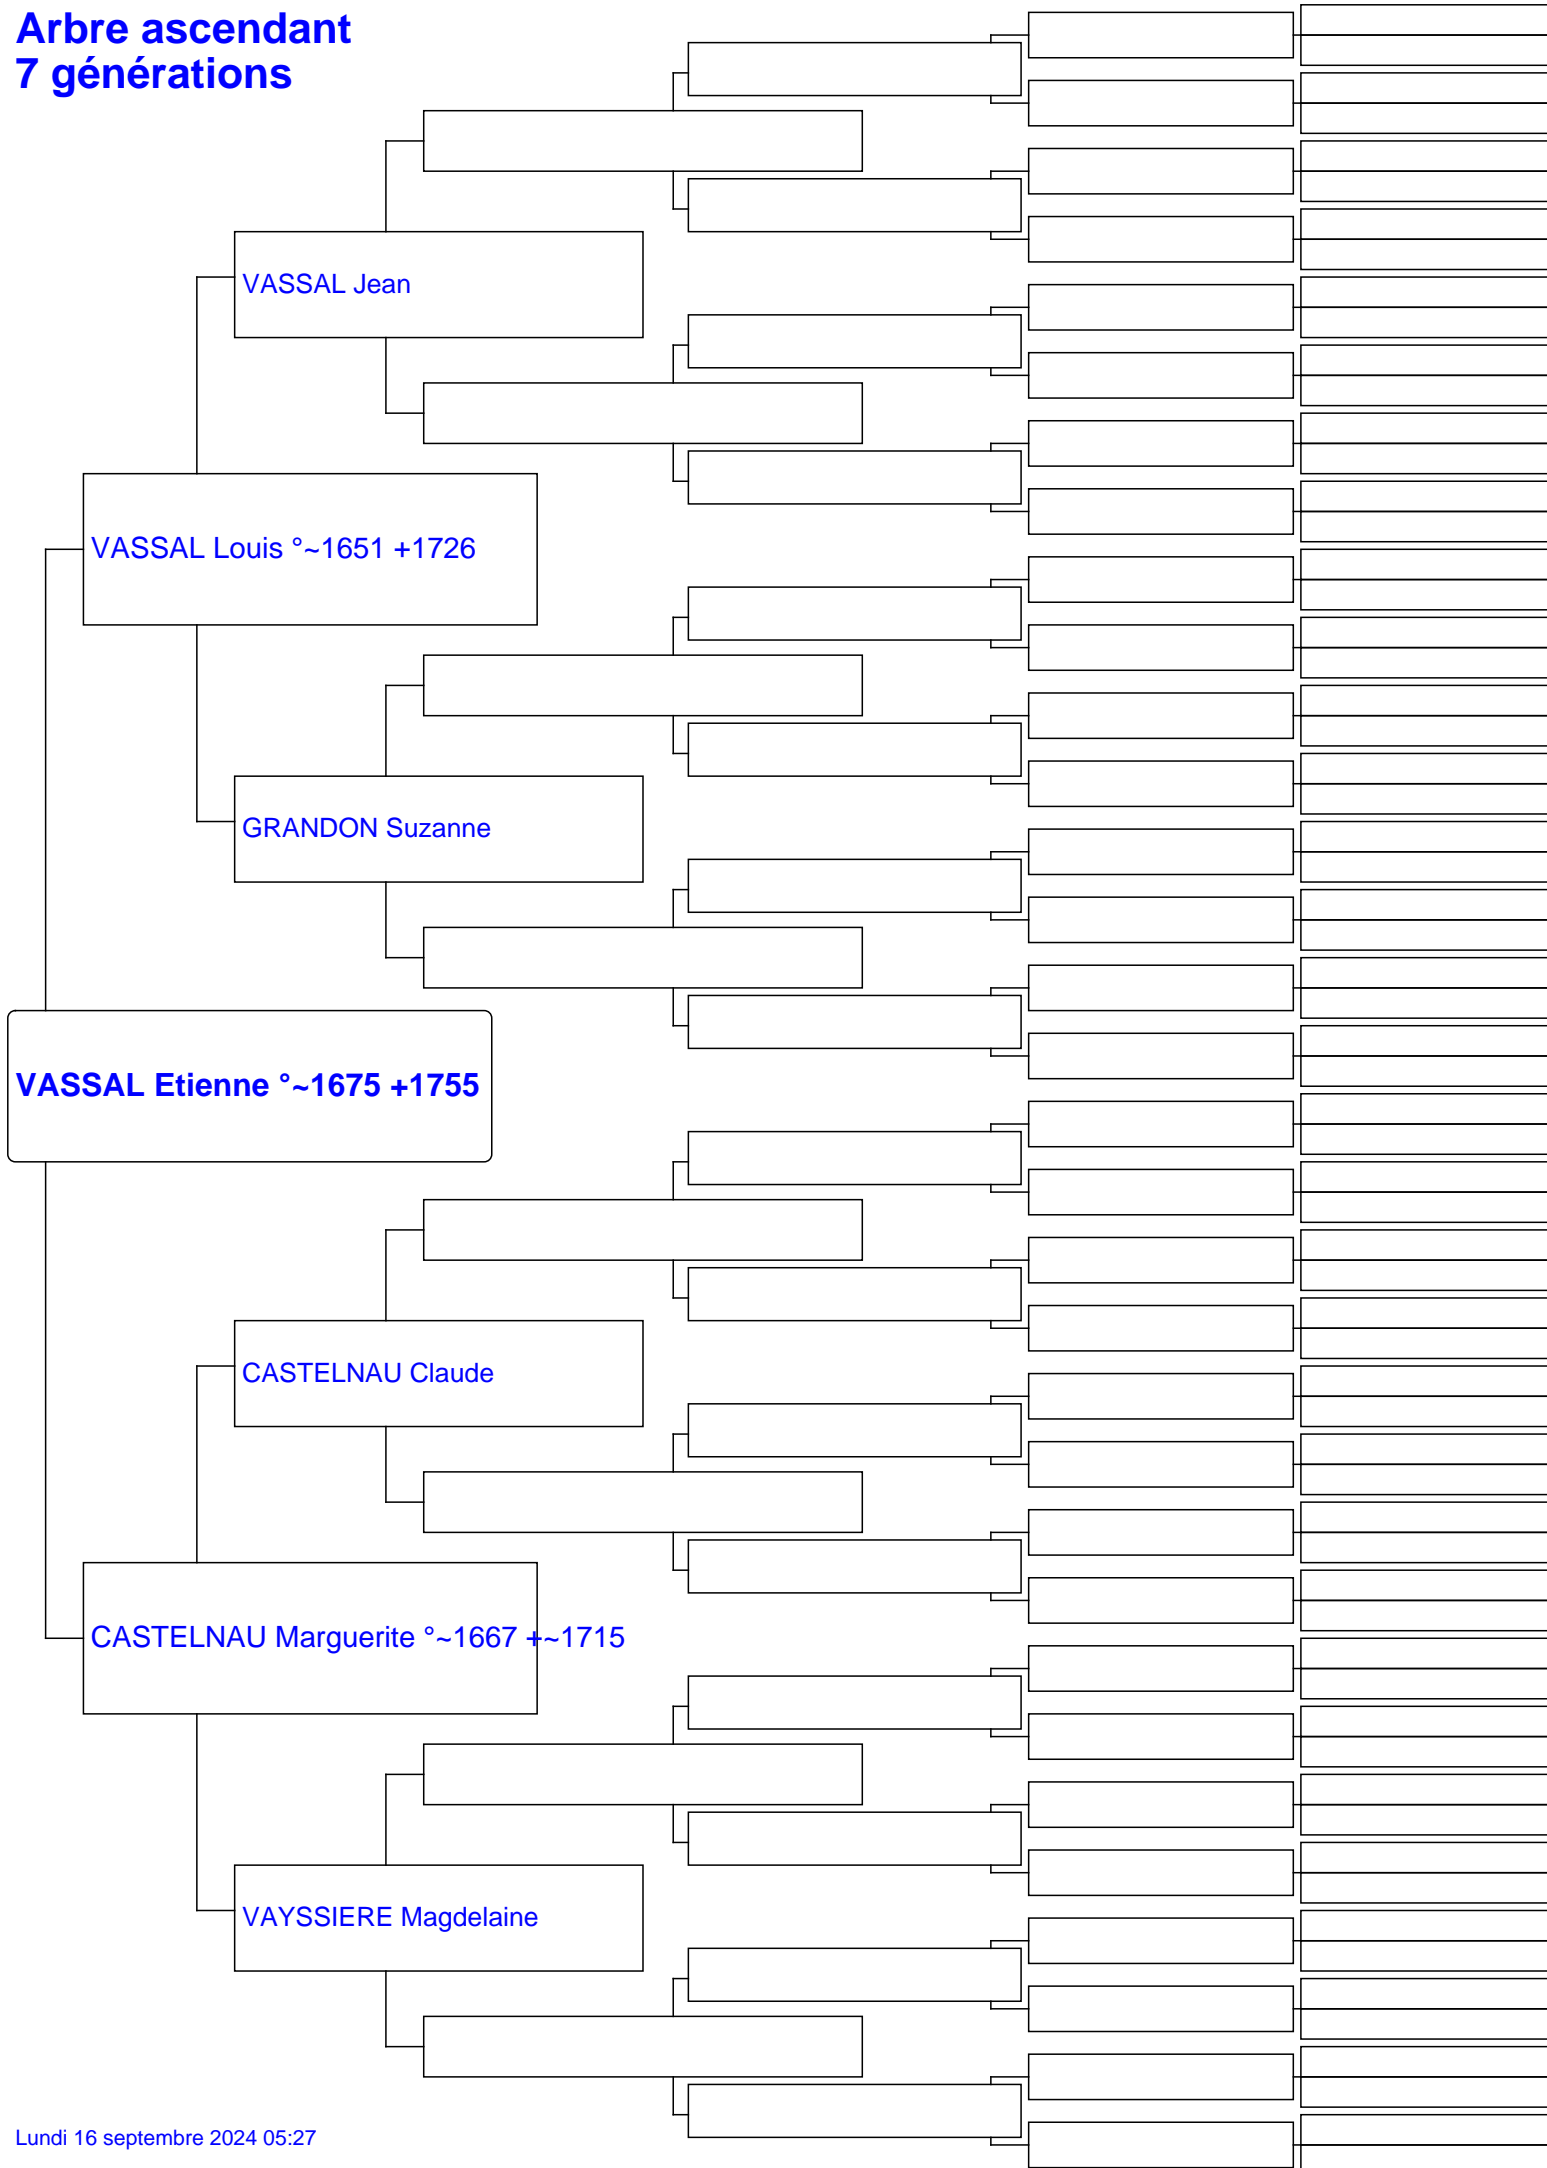 Arbre ascendant
7 générations
VASSAL Jean
VASSAL Louis °~1651 +1726
GRANDON Suzanne
VASSAL Etienne °~1675 +1755
CASTELNAU Claude
CASTELNAU Marguerite °~1667 +~1715
VAYSSIERE Magdelaine
Lundi 16 septembre 2024 05:27